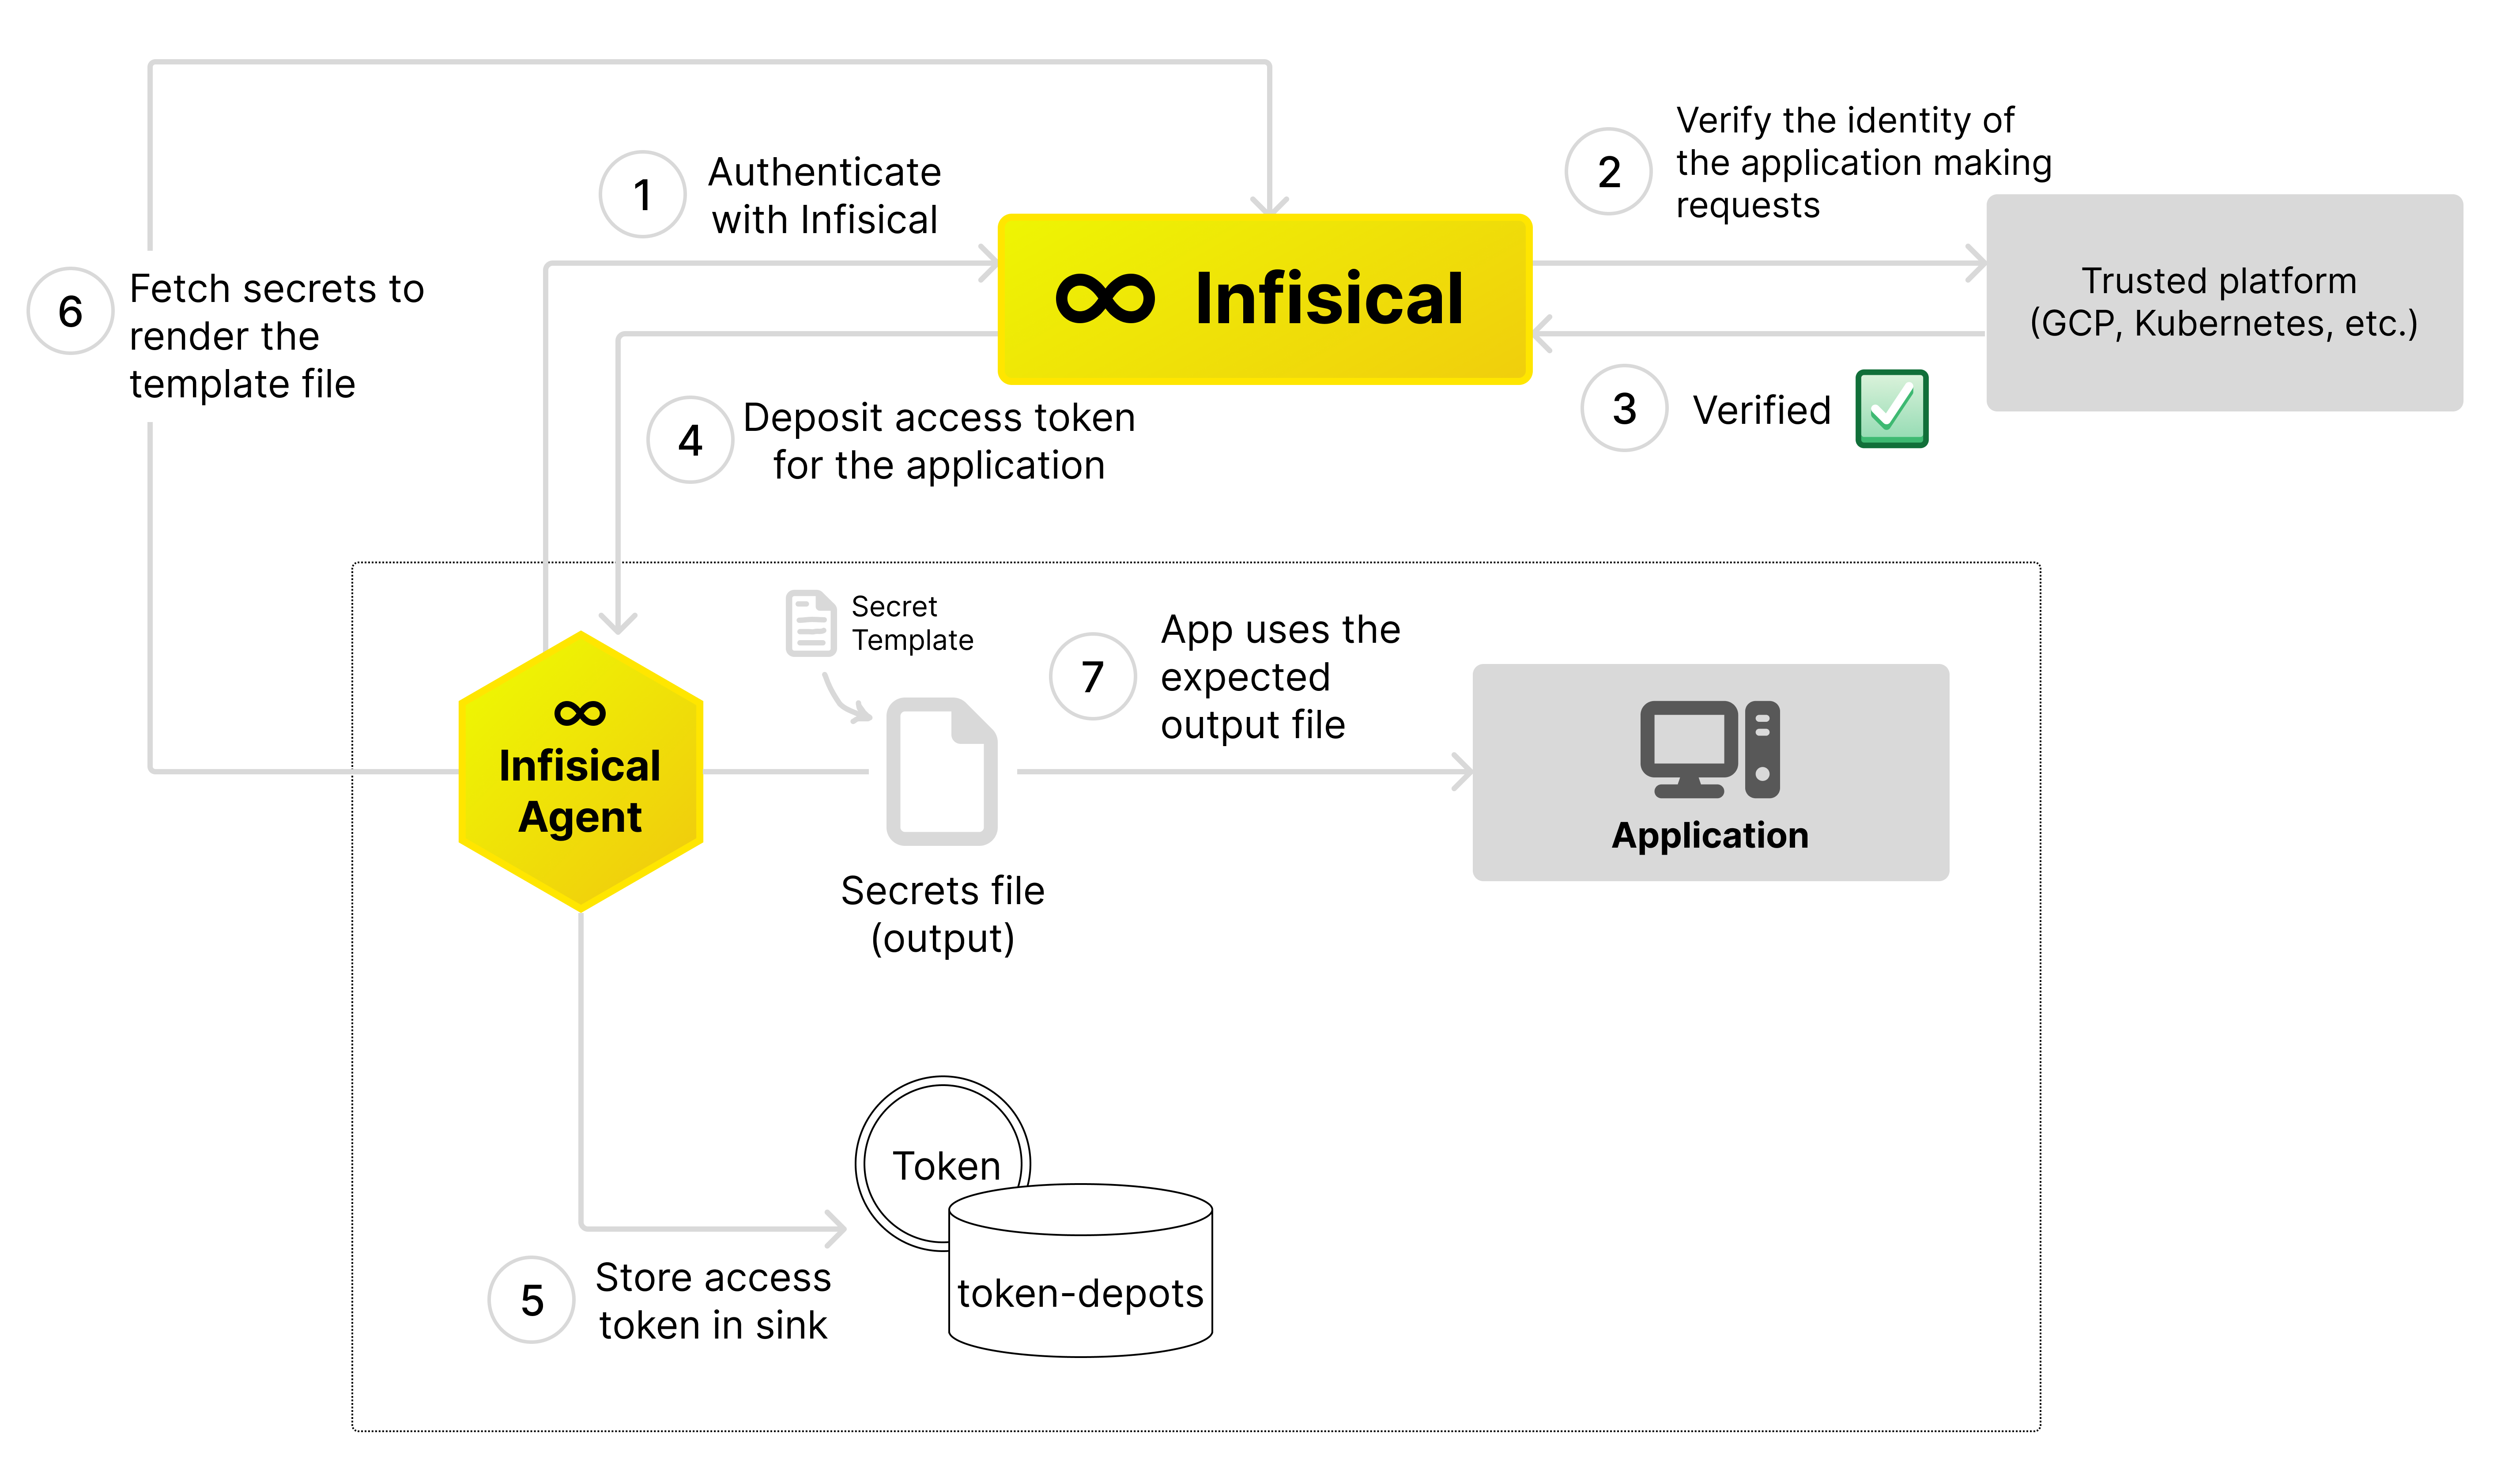 1
Authenticate
with Infisical
2
Verify the identity of
the application making
requests
Infisical
Trusted platform
(GCP, Kubernetes, etc.)
3
Verified
4
Deposit access token
for the application
6
Fetch secrets to
render the
template file
Secret
Template
7
App uses the
expected
output file
Infisical
Agent
Application
Secrets file
(output)
Token
token-depots
5
Store access
token in sink